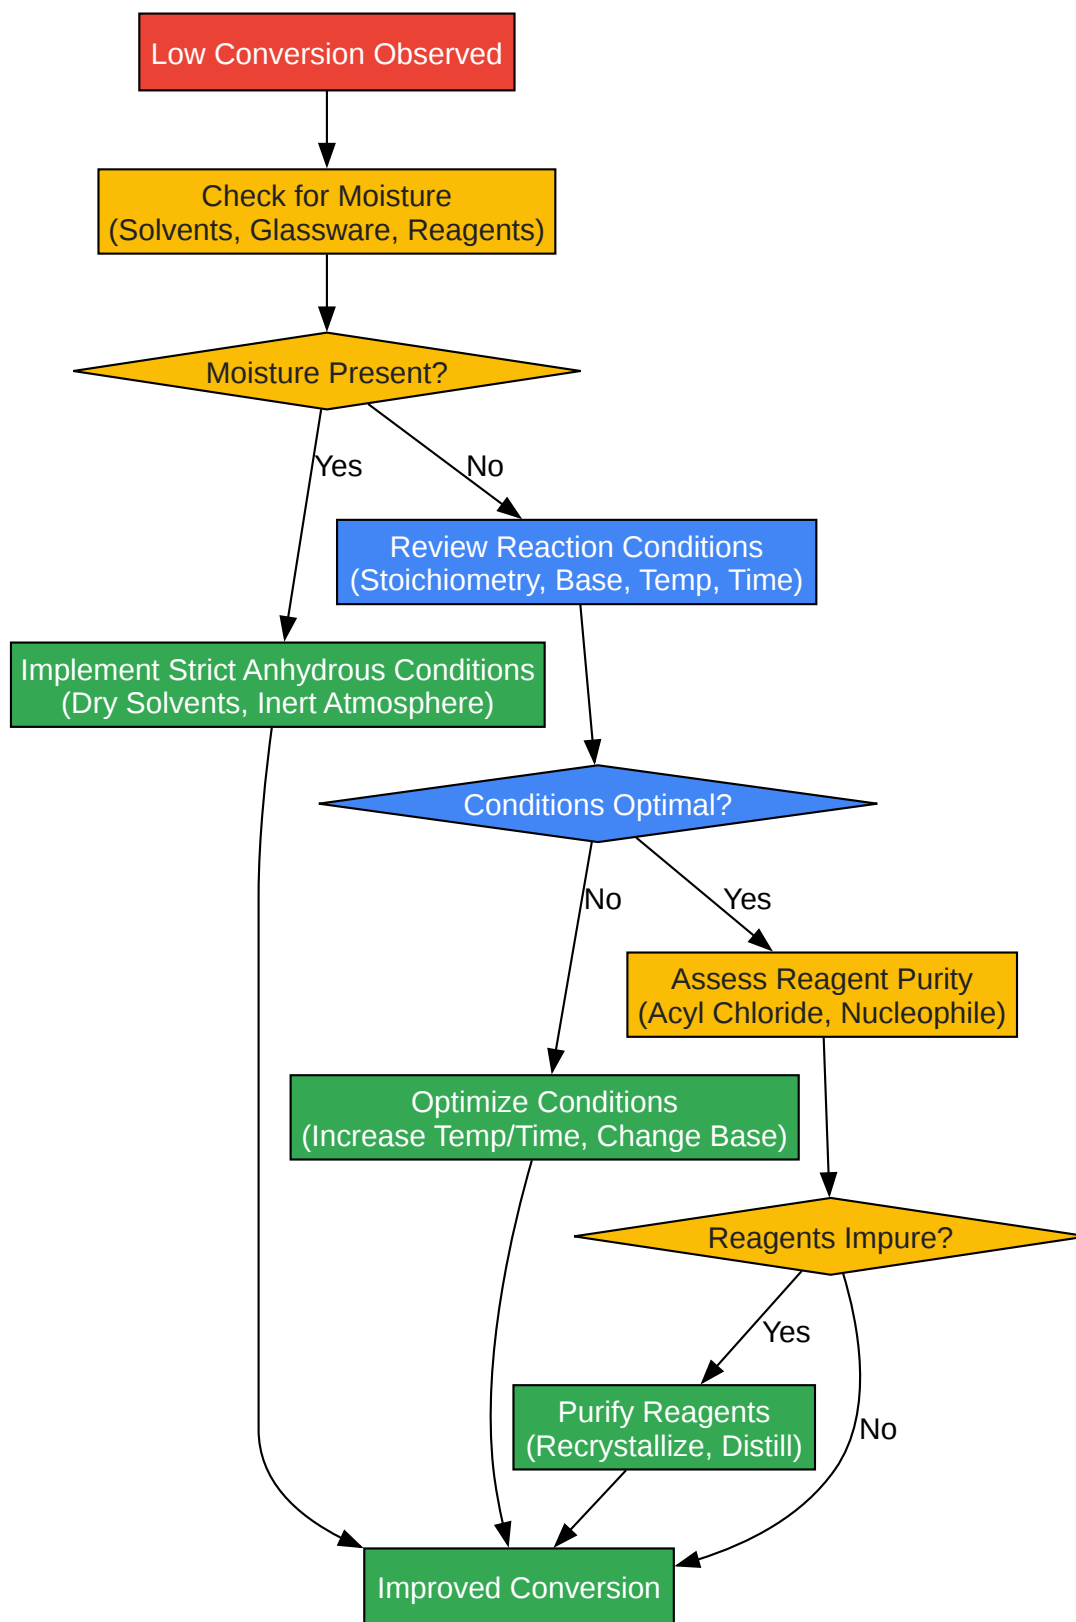 Low Conversion Observed
Check for Moisture
(Solvents, Glassware, Reagents)
Moisture Present?
Yes
No
Review Reaction Conditions
(Stoichiometry, Base, Temp, Time)
Implement Strict Anhydrous Conditions
(Dry Solvents, Inert Atmosphere)
Conditions Optimal?
No
Yes
Assess Reagent Purity
(Acyl Chloride, Nucleophile)
Optimize Conditions
(Increase Temp/Time, Change Base)
Reagents Impure?
Yes
Purify Reagents
(Recrystallize, Distill)
No
Improved Conversion